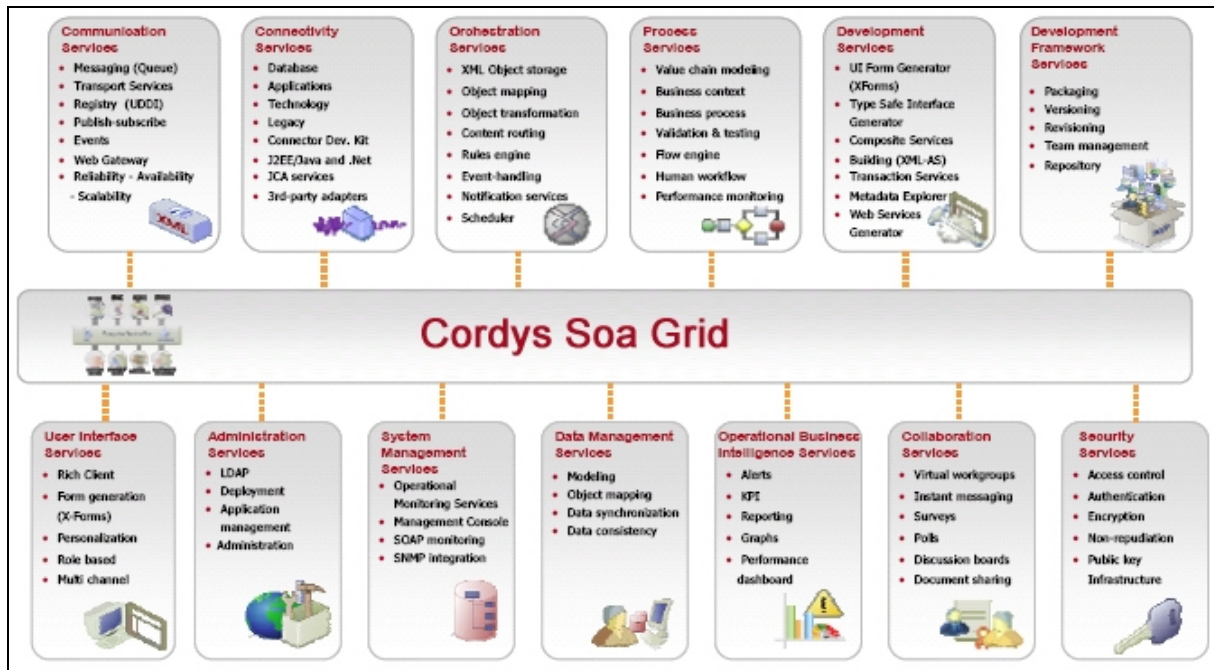 Communication
Services
• Messaging (Queue)
• Transport Services
• Registry (UDDI)
• Publish-subscribe
• Events
• Web Gateway
• Reliability - Availability
- Scalability
XML
Connectivity
Services
• Database
• Applications
• Technology
• Legacy
• Connector Dev. Kit
• J2EE/Java and .Net
• JCA services
• 3rd-party adapters
Orchestration
Services
• XML Object storage
• Object mapping
• Object transformation
• Content routing
• Rules engine
• Event-handling
• Notification services
• Scheduler
Process
Services
• Value chain modeling
• Business context
• Business process
• Validation & testing
• Flow engine
• Human workflow
• Performance monitoring
Development
Services
• UI Form Generator
(XForms)
• Type Safe Interface
Generator
• Composite Services
• Building (XML-AS)
• Transaction Services
• Metadata Explorer
• Web Services
Generator
Development
Framework
Services
• Packaging
• Versioning
• Revisioning
• Team management
• Repository
Cordys Soa Grid
User Interface
Services
• Rich Client
• Form generation
(X-Forms)
• Personalization
• Role based
• Multi channel
Administration
Services
• LDAP
• Deployment
• Application
management
• Administration
System
Management
Services
• Operational
Monitoring Services
• Management Console
• SOAP monitoring
• SNMP integration
Data Management
Services
• Modeling
• Object mapping
• Data synchronization
• Data consistency
Operational Business
Intelligence Services
• Alerts
• KPI
• Reporting
• Graphs
• Performance
dashboard
Collaboration
Services
• Virtual workgroups
• Instant messaging
• Surveys
• Polls
• Discussion boards
• Document sharing
Security
Services
• Access control
• Authentication
• Encryption
• Non-repudiation
• Public key
Infrastructure